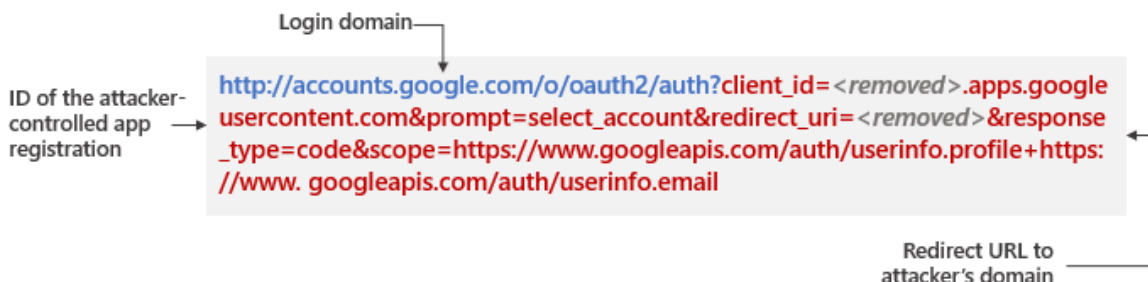 Login domain
http://accounts.google.com/o/oauth2/auth?client_id=<removed>.apps.google
usercontent.com&prompt=select_account&redirect_uri=<removed>&response
_type=code&scope=https://www.googleapis.com/auth/userinfo.profile+https:
//www. googleapis.com/auth/userinfo.email
ID of the attacker-
controlled app
registration
Redirect URL to
attacker's domain